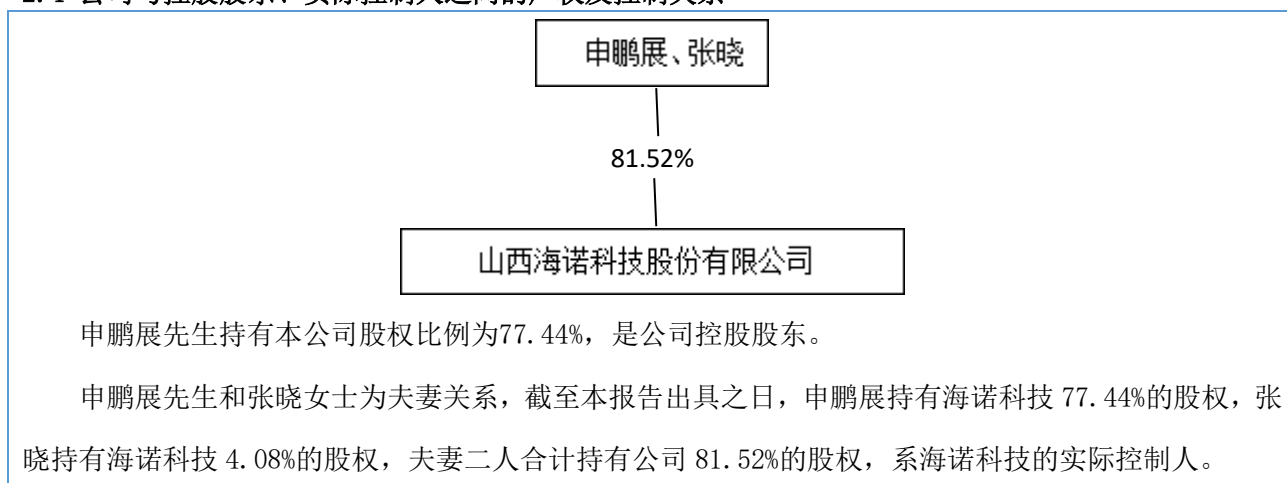 申鹏展、张晓
81.52%
山西海诺科技股份有限公司
申鹏展先生持有本公司股权比例为77.44%，是公司控股股东。
申鹏展先生和张晓女士为夫妻关系，截至本报告出具之日，申鹏展持有海诺科技 77.44%的股权，张
晓持有海诺科技 4.08%的股权，夫妻二人合计持有公司 81.52%的股权，系海诺科技的实际控制人。